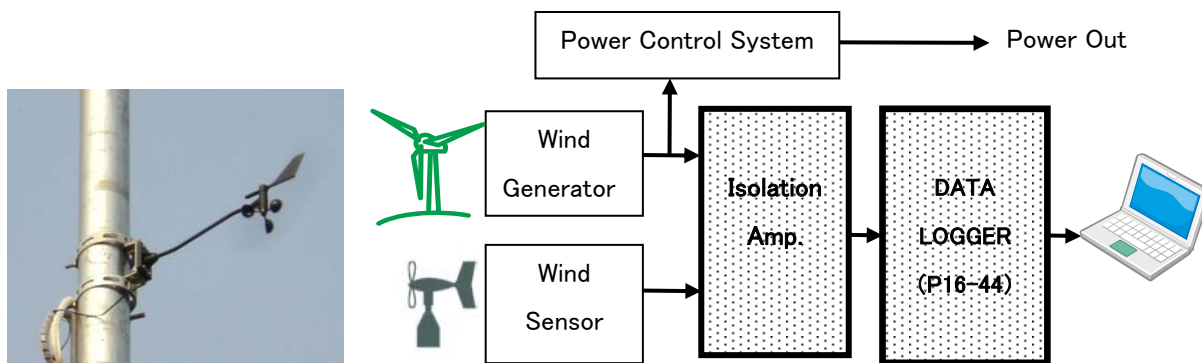 Power Control System
Power Out
Wind
Generator
Isolation
Amp.
DATA
LOGGER
(P16-44)
Wind
Sensor